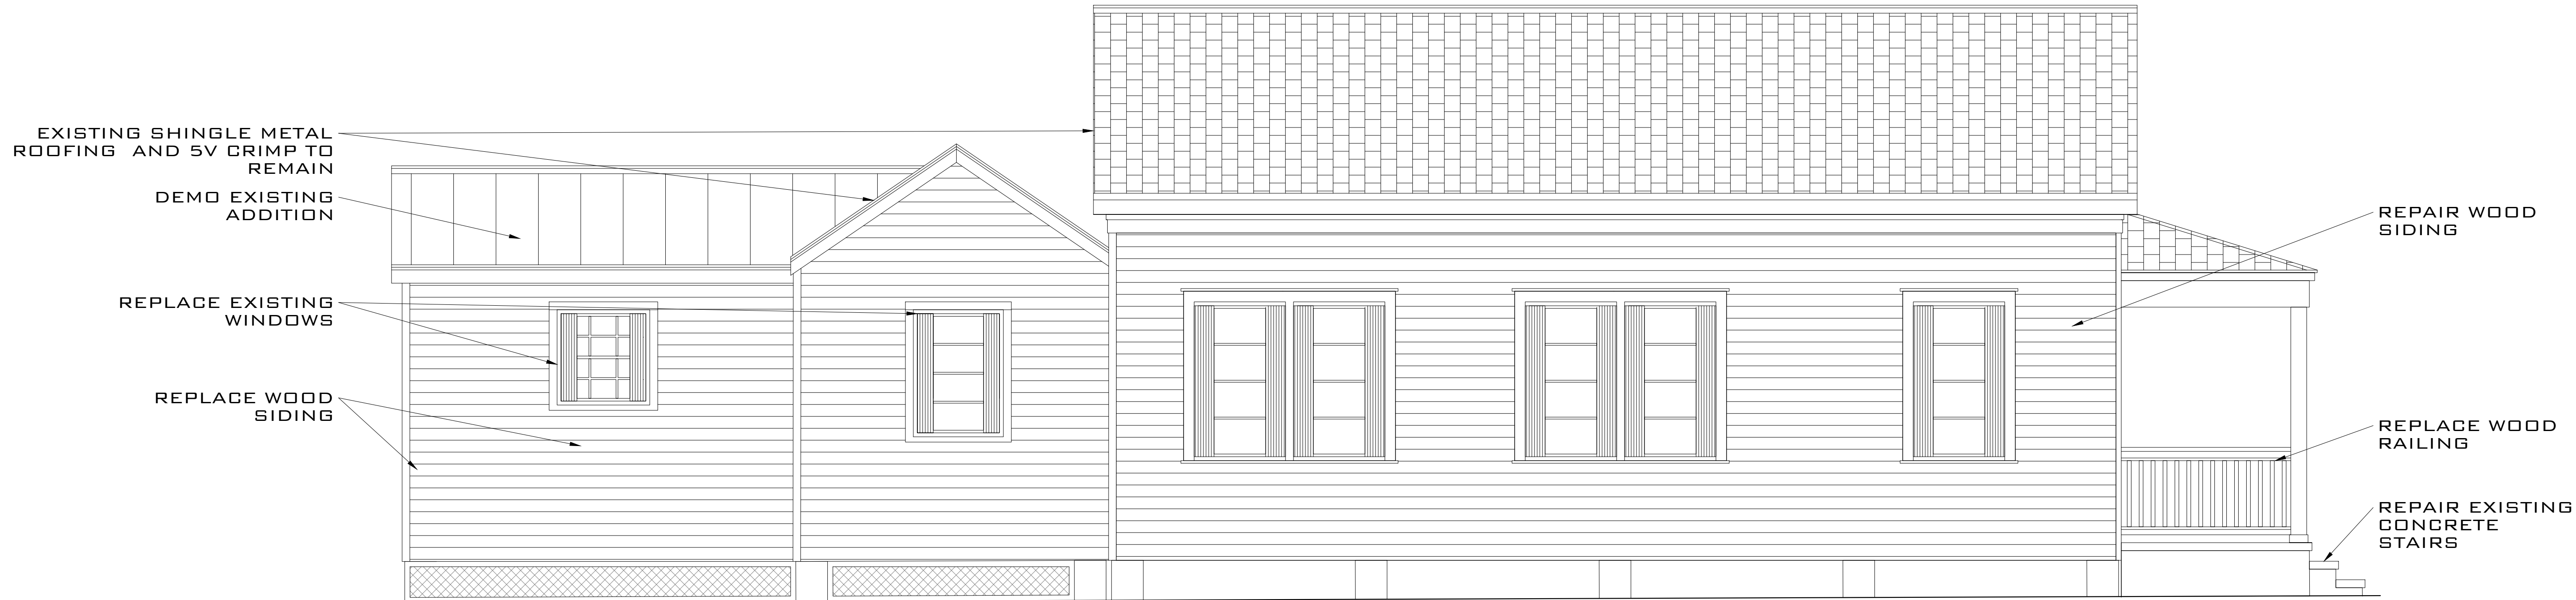 EXISTING SHINGLE METAL
ROOFING AND 5V CRIMP TO
REMAIN
DEMO EXISTING
ADDITION
REPLACE EXISTING
WINDOWS
REPLACE WOOD
SIDING
REPAIR WOOD
SIDING
REPLACE WOOD
RAILING
REPAIR EXISTING
CONCRETE
STAIRS